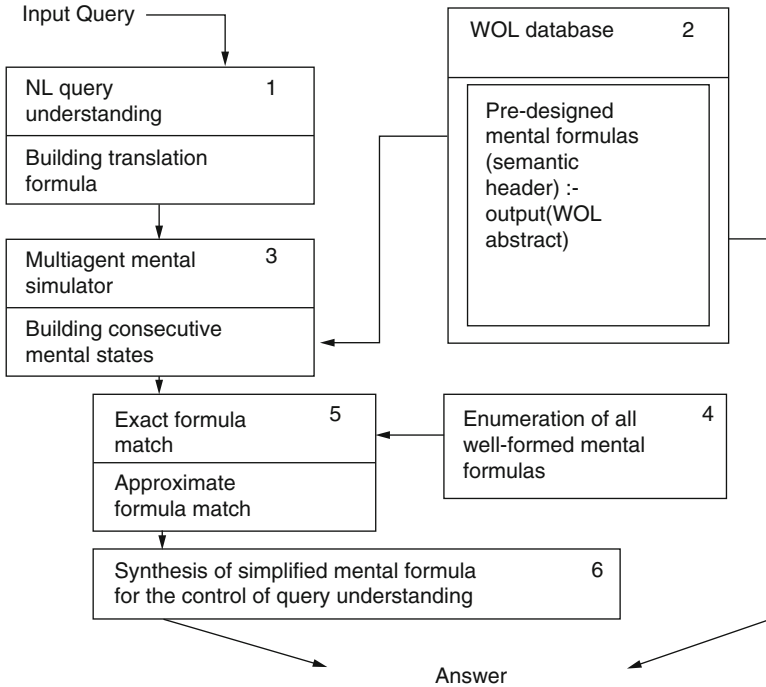 Input Query
NL query 1
understanding
Building translation
formula
WOL database 2
Pre-designed
mental formulas
(semantic
header) :-
output(WOL
abstract)
Multiagent mental 3
simulator
Building consecutive
mental states
Exact formula 5
match
Approximate
formula match
Enumeration of all 4
well-formed mental
formulas
Synthesis of simplified mental formula 6
for the control of query understanding
Answer